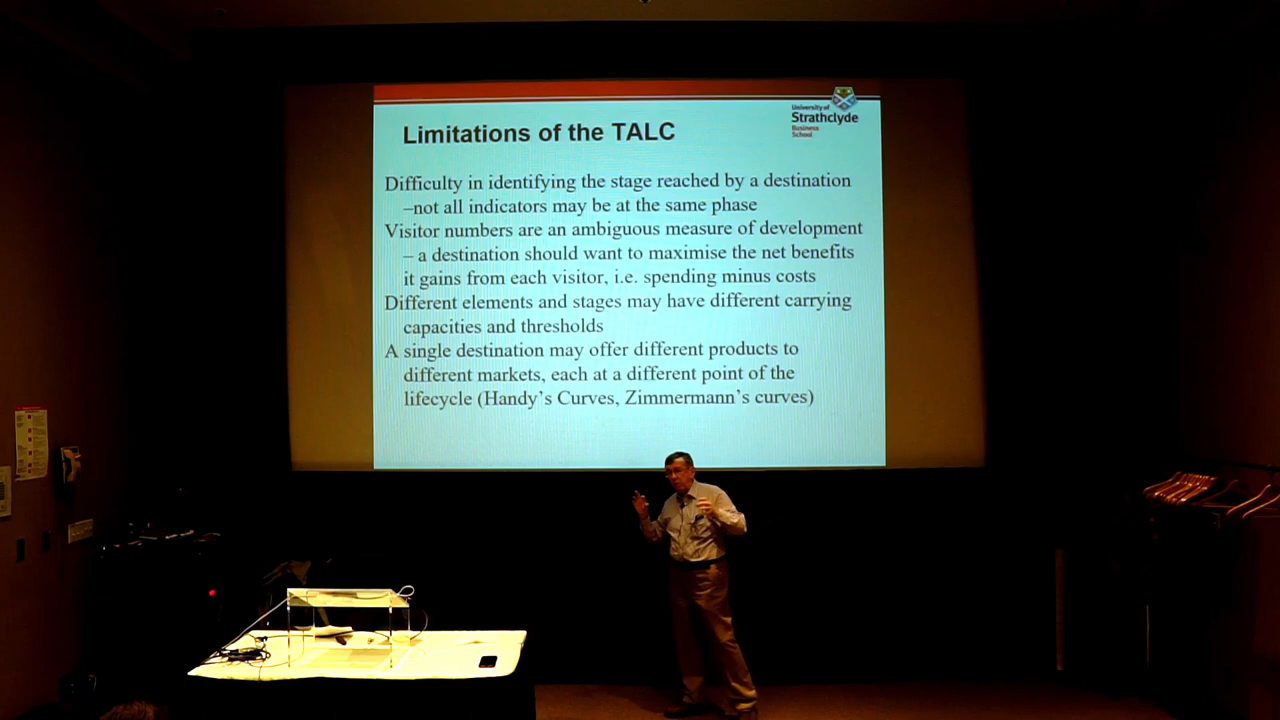 University of
Strathclyde
Business
School
Limitations of the TALC
Difficulty in identifying the stage reached by a destination
–not all indicators may be at the same phase
Visitor numbers are an ambiguous measure of development
– a destination should want to maximise the net benefits
it gains from each visitor, i.e. spending minus costs
Different elements and stages may have different carrying
capacities and thresholds
A single destination may offer different products to
different markets, each at a different point of the
lifecycle (Handy's Curves, Zimmermann's curves)